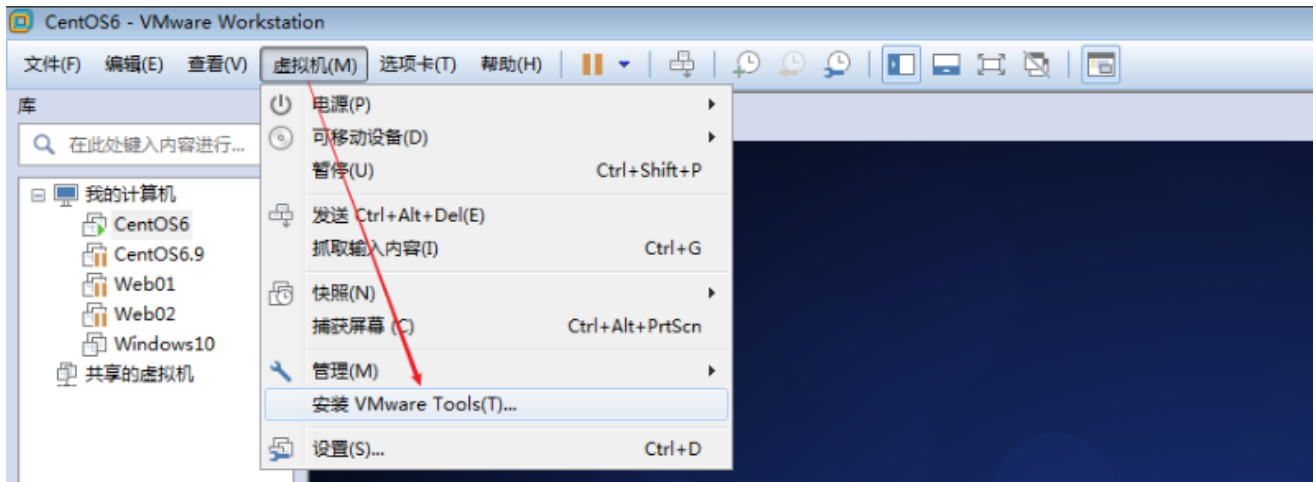 CentOS6 - VMware Workstation
文件(F) 编辑(E) 查看(V) 虚拟机(M) 选项卡(T) 帮助(H)
库
在此处键入内容进行...
我的计算机
CentOS6
CentOS6.9
Web01
Web02
Windows10
共享的虚拟机
电源(P)
可移动设备(D)
暂停(U) Ctrl+Shift+P
发送 Ctrl+Alt+Del(E)
抓取输入内容(I) Ctrl+G
快照(N)
捕获屏幕 (C) Ctrl+Alt+PrtScn
管理(M)
安装 VMware Tools(T)...
设置(S)... Ctrl+D